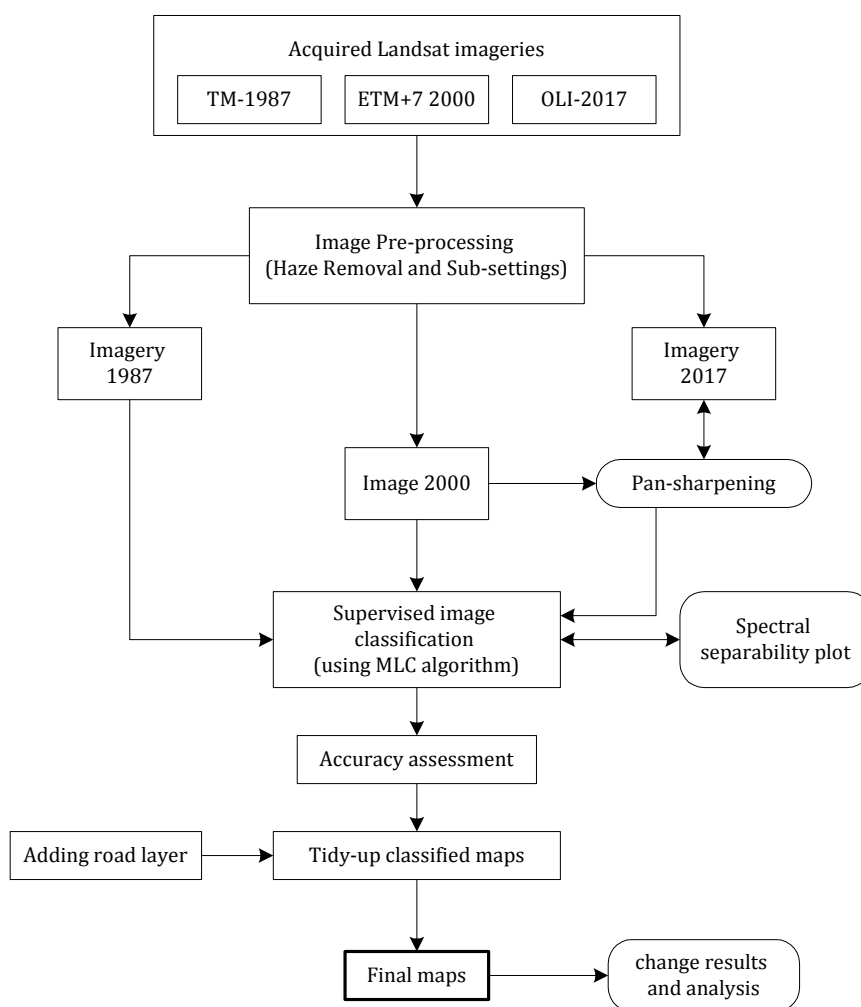 Acquired Landsat imageries
TM-1987
ETM+7 2000
OLI-2017
Image Pre-processing
(Haze Removal and Sub-settings)
Imagery
1987
Imagery
2017
Image 2000
Pan-sharpening
Supervised image
classification
(using MLC algorithm)
Spectral
separability plot
Accuracy assessment
Adding road layer
Tidy-up classified maps
Final maps
change results
and analysis